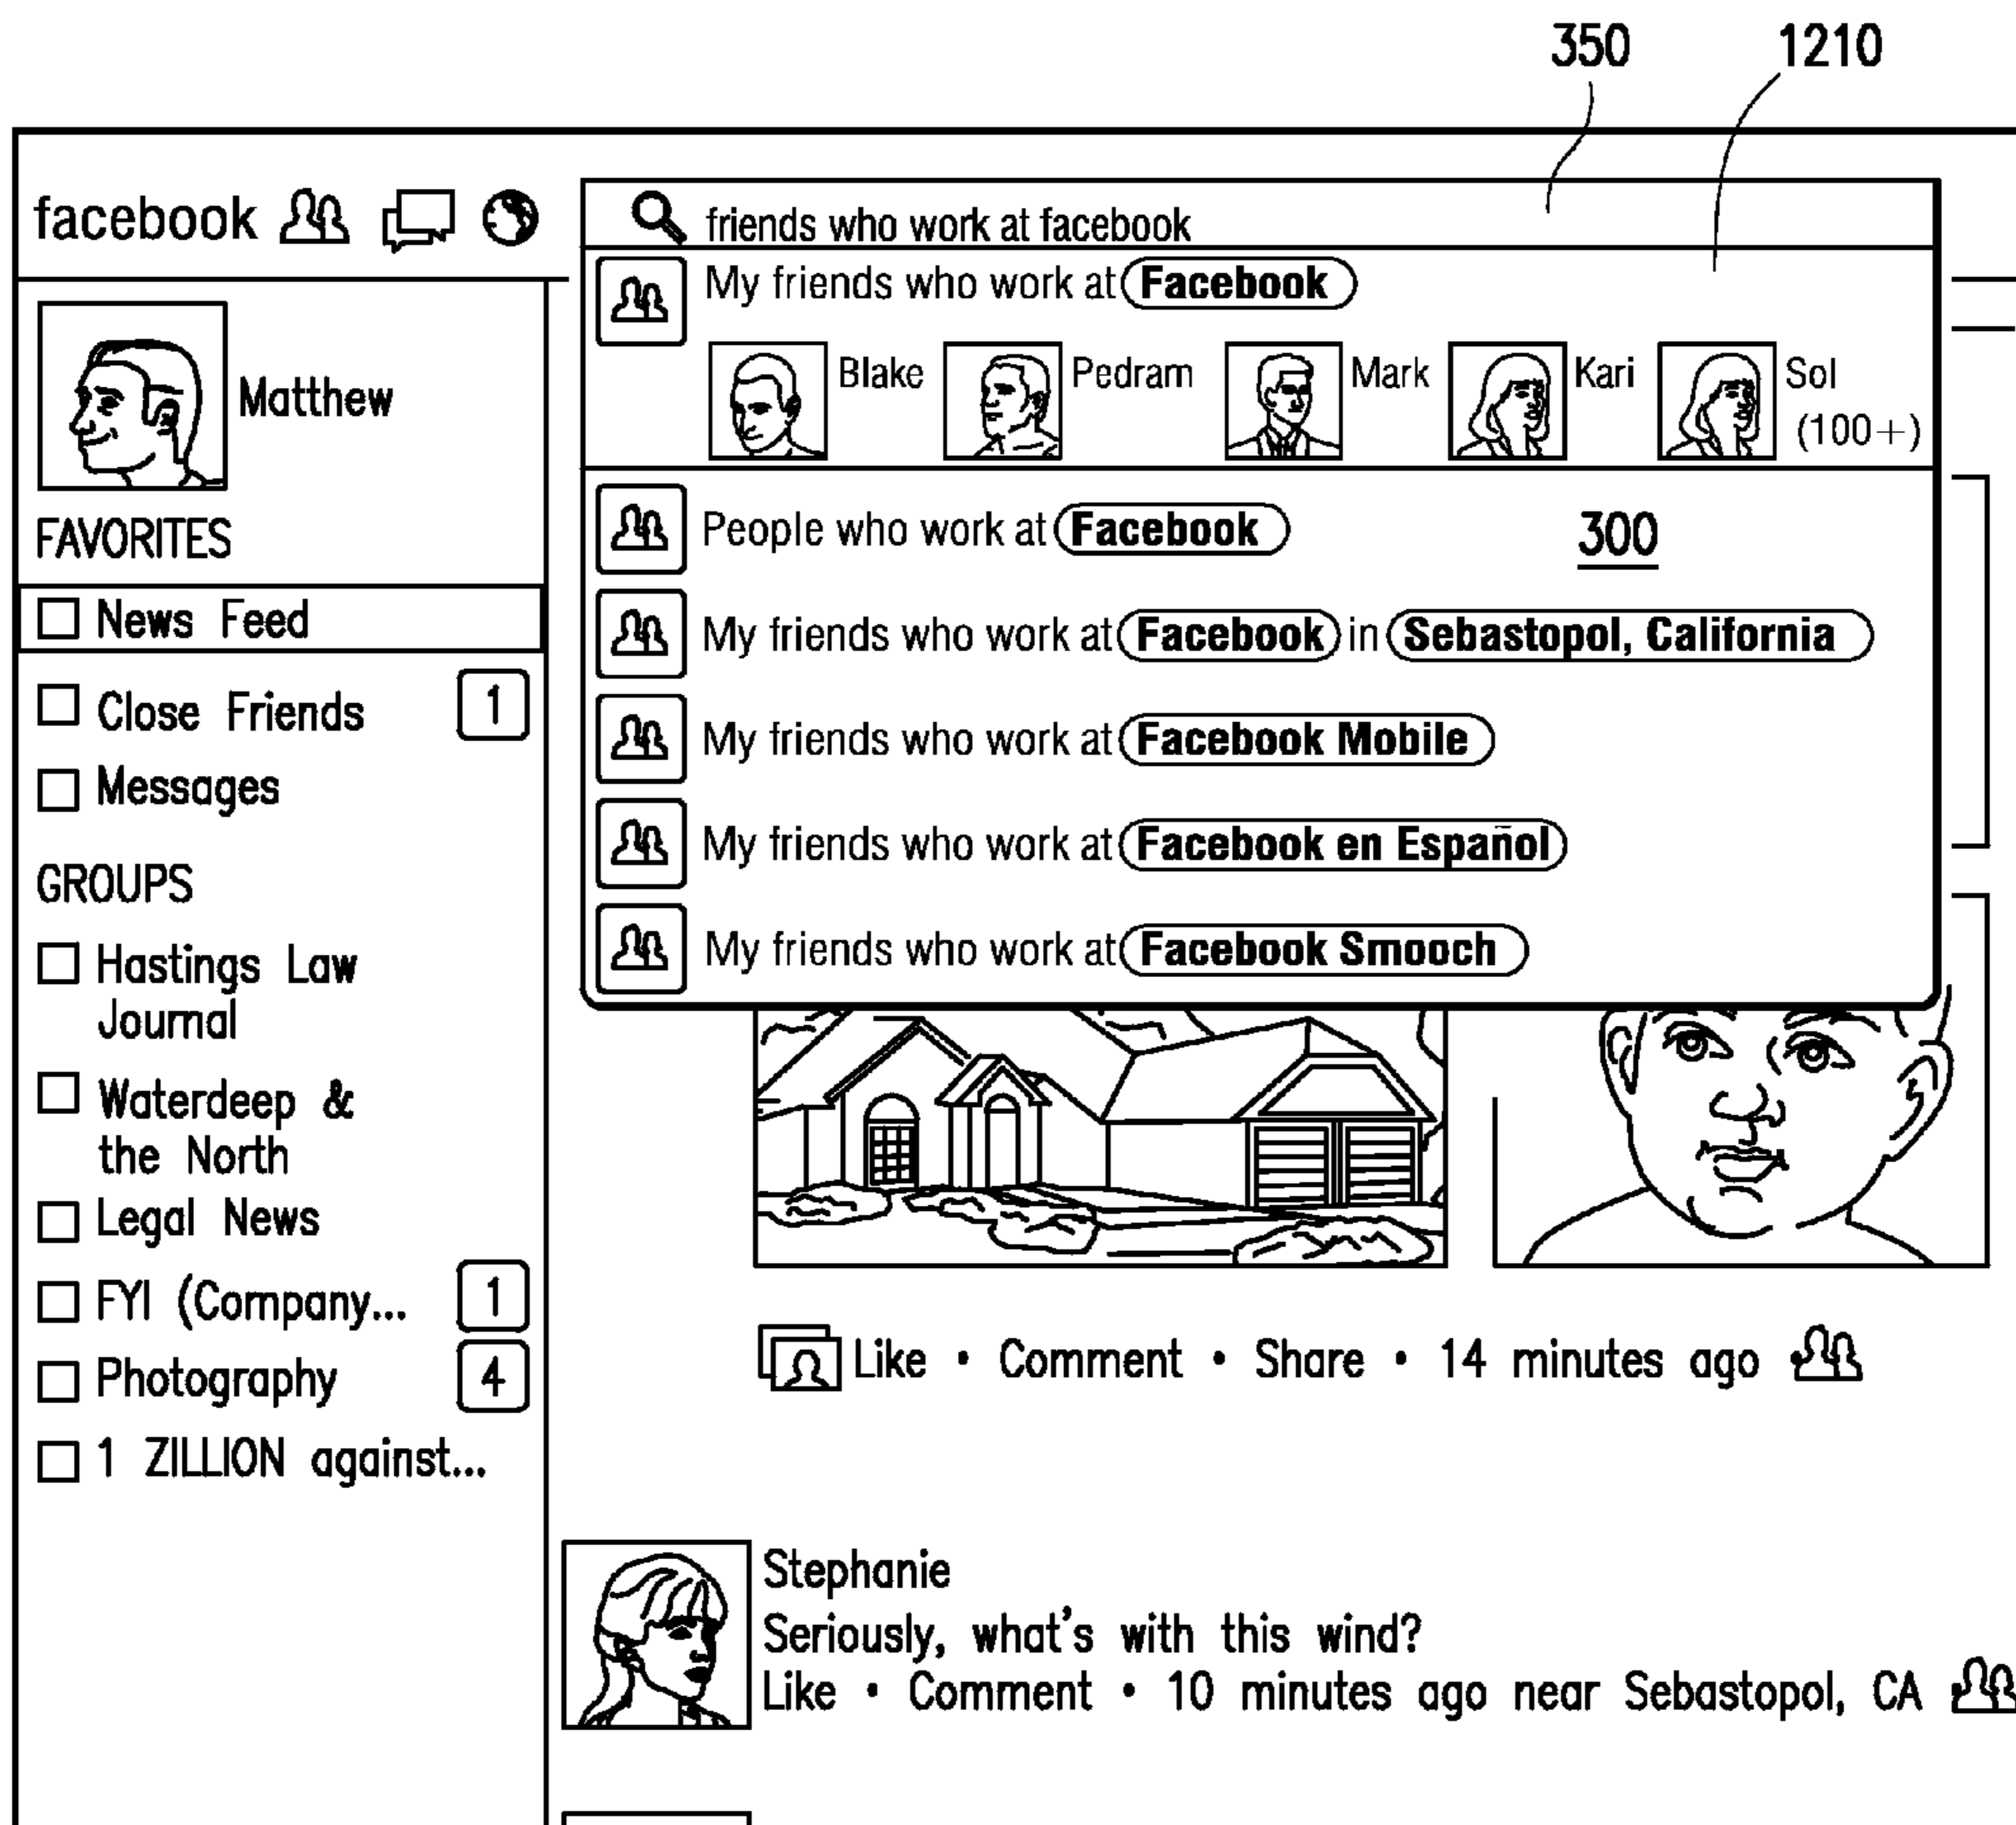 350 1210
facebook
friends who work at facebook
My friends who work at Facebook
Blake Pedram Mark Kari Sol
(100+)
People who work at Facebook
300
My friends who work at Facebook in Sebastopol, California
My friends who work at Facebook Mobile
My friends who work at Facebook en Español
My friends who work at Facebook Smooch
Matthew
FAVORITES
News Feed
Close Friends 1
Messages
GROUPS
Hastings Law
Journal
Waterdeep &
the North
Legal News
FYI (Company... 1
Photography 4
1 ZILLION against...
Like • Comment • Share • 14 minutes ago
Stephanie
Seriously, what's with this wind?
Like • Comment • 10 minutes ago near Sebastopol, CA